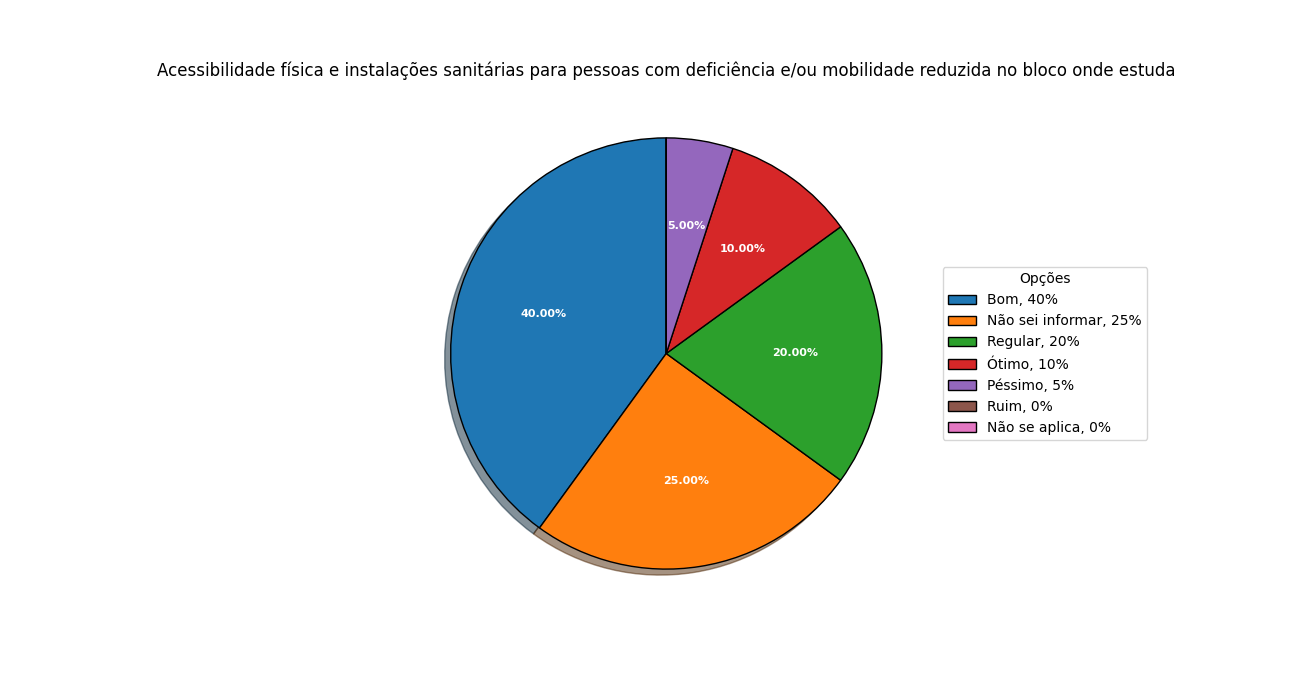 Acessibilidade física e instalações sanitárias para pessoas com deficiência e/ou mobilidade reduzida no bloco onde estuda
5.00%
10.00%
40.00%
20.00%
25.00%
Opções
Bom, 40%
Não sei informar, 25%
Regular, 20%
Ótimo, 10%
Péssimo, 5%
Ruim, 0%
Não se aplica, 0%